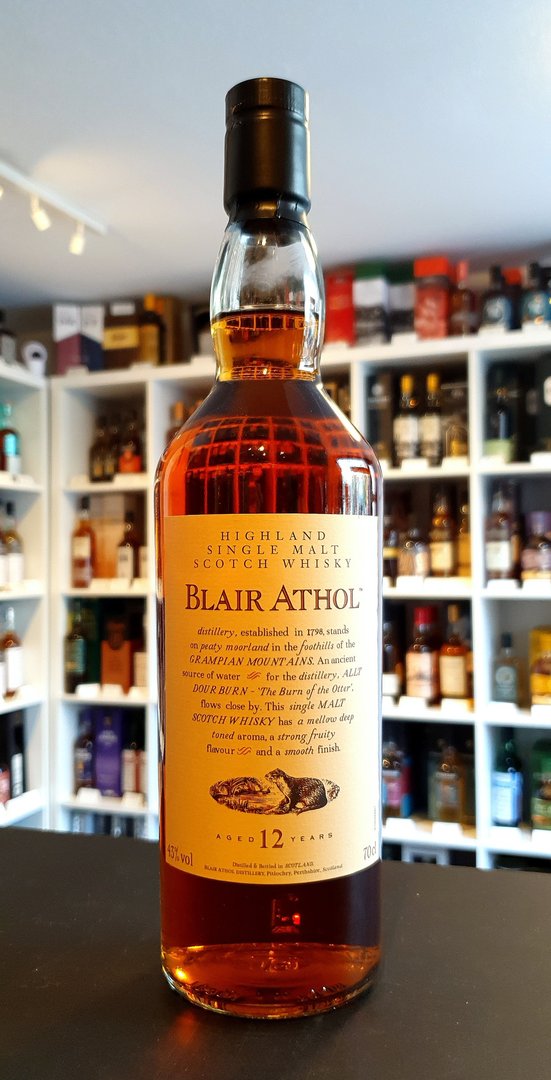 HIGHLAND
SINGLE MALT
SCOTCH WHISKY
BLAIR ATHOL™
distillery, established in 1798, stands
on peaty moorland in the foothills of the
GRAMPIAN MOUNTAINS. An ancient
source of water for the distillery, ALLT
DOUR BURN - 'The Burn of the Otter',
flows close by. This single MALT
SCOTCH WHISKY has a mellow deep
toned aroma, a strong fruity
flavour and a smooth finish.
AGED 12 YEARS
43% vol
70cl
Distilled & Bottled in SCOTLAND.
BLAIR ATHOL DISTILLERY, Pitlochry, Perthshire, Scotland.